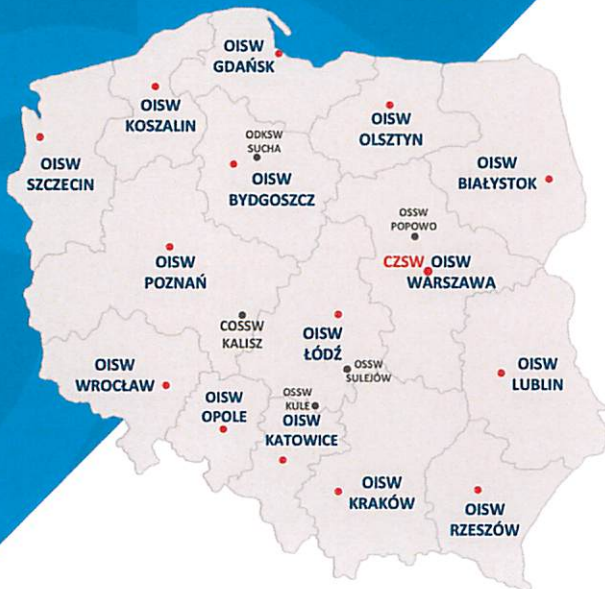 OISW
GDAŃSK
OISW
KOSZALIN
OISW
OLSZTYN
ODKSW
SUCHA
OISW
SZCZECIN
OISW
BYDGOSZCZ
OISW
BIAŁYSTOK
OSSW
POPOWO
CZSW OISW
WARSZAWA
OISW
POZNAŃ
COSSW
KALISZ
OISW
ŁÓDŹ
OSSW
SULEJÓW
OISW
WROCŁAW
OISW
OPOLE
OSSW
KULE
OISW
KATOWICE
OISW
LUBLIN
OISW
KRAKÓW
OISW
RZESZÓW